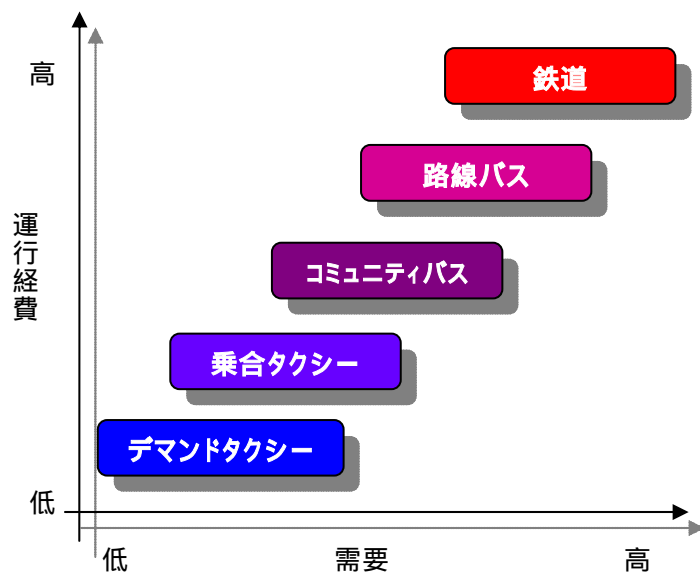 高
鉄道
路線バス
運行経費
コミュニティバス
乗合タクシー
デマンドタクシー
低
低 需要 高